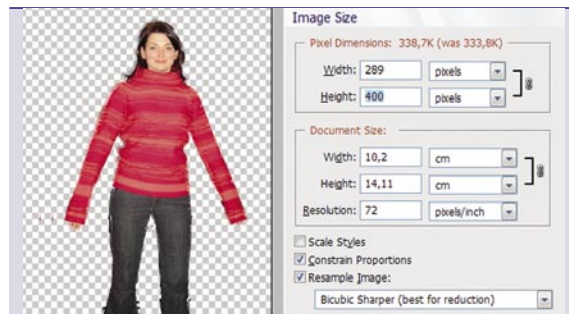 Image Size
Pixel Dimensions: 338,7K (was 333,8K)
Width: 289 pixels
Height: 400 pixels
Document Size:
Width: 10,2 cm
Height: 14,11 cm
Resolution: 72 pixels/inch
Scale Styles
Constrain Proportions
Resample Image:
Bicubic Sharper (best for reduction)